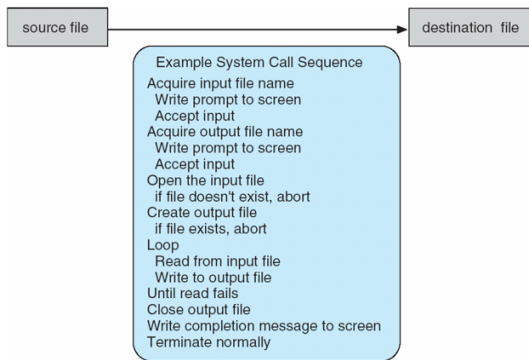 source file
destination file
Example System Call Sequence
Acquire input file name
Write prompt to screen
Accept input
Acquire output file name
Write prompt to screen
Accept input
Open the input file
if file doesn't exist, abort
Create output file
if file exists, abort
Loop
Read from input file
Write to output file
Until read fails
Close output file
Write completion message to screen
Terminate normally